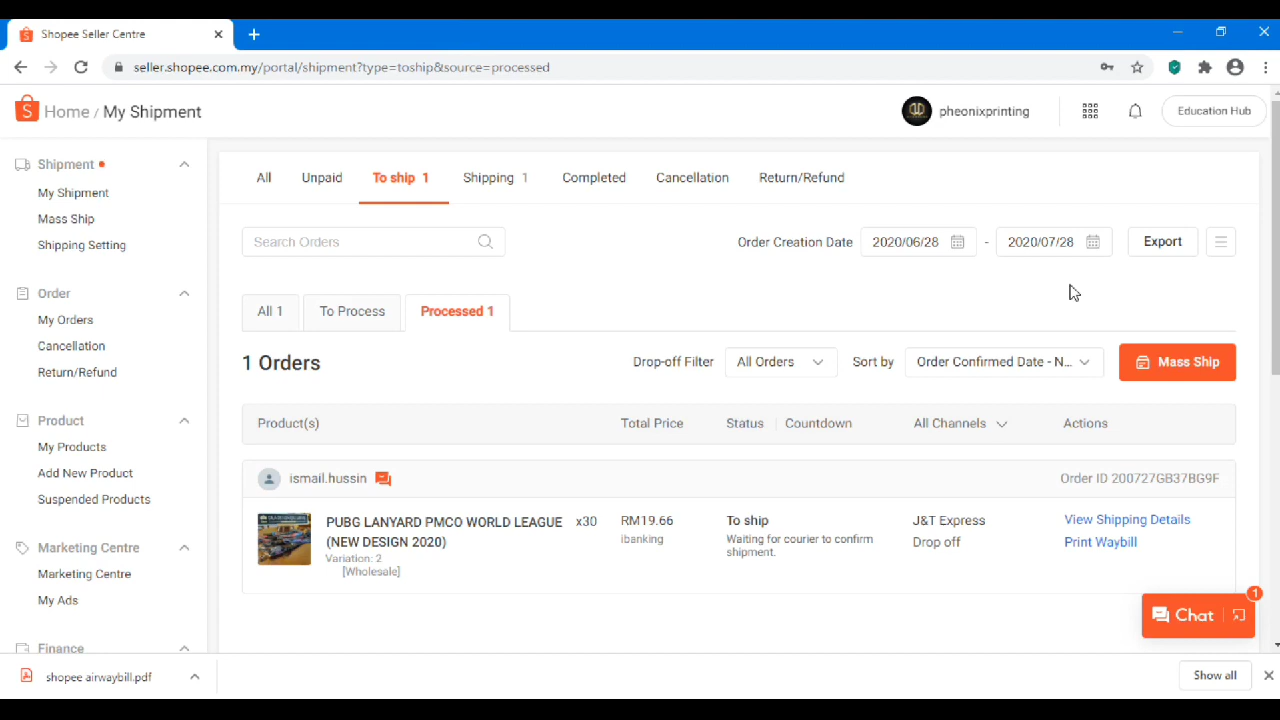 Shopee Seller Centre
seller.shopee.com.my/portal/shipment?type=toship&source=processed
Home / My Shipment
pheonixprinting
Education Hub
Shipment
My Shipment
Mass Ship
Shipping Setting
Order
My Orders
Cancellation
Return/Refund
Product
My Products
Add New Product
Suspended Products
Marketing Centre
Marketing Centre
My Ads
Finance
All Unpaid To ship 1 Shipping 1 Completed Cancellation Return/Refund
Search Orders
Order Creation Date 2020/06/28 - 2020/07/28 Export
All 1 To Process Processed 1
1 Orders
Drop-off Filter All Orders Sort by Order Confirmed Date - N... Mass Ship
Product(s) Total Price Status Countdown All Channels Actions
ismail.hussin Order ID 200727GB37BG9F
PUBG LANYARD PMCO WORLD LEAGUE x30 RM19.66 To ship J&T Express View Shipping Details
(NEW DESIGN 2020) ibanking Waiting for courier to confirm Drop off Print Waybill
shipment.
Variation: 2
[Wholesale]
Chat 1
shopee airwaybill.pdf
Show all